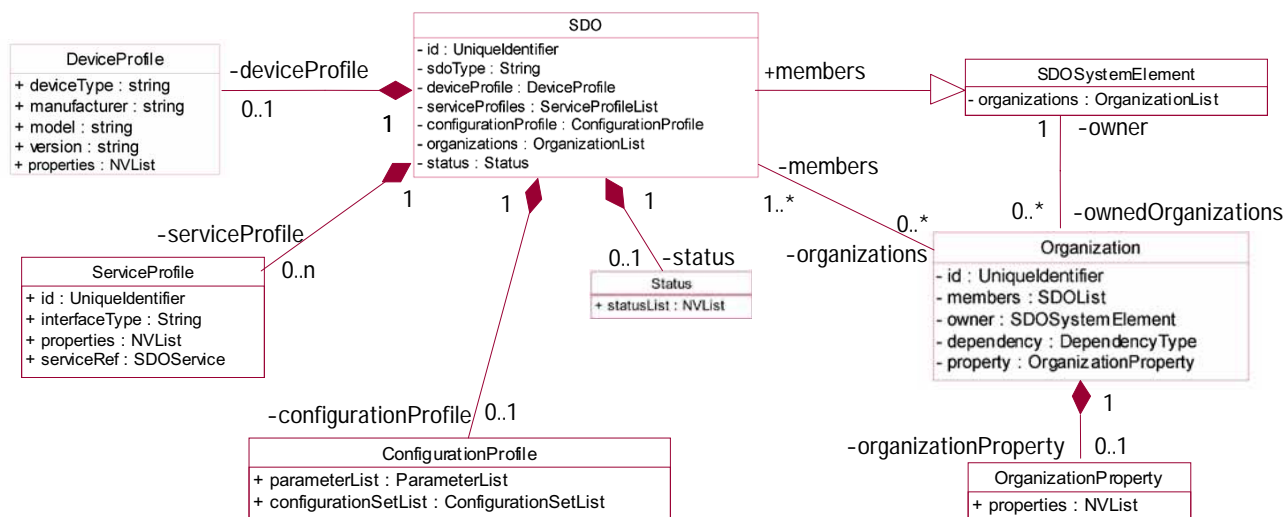 SDO
- id : UniqueIdentifier
- sdoType : String
- deviceProfile : DeviceProfile
- serviceProfiles : ServiceProfileList
- configurationProfile : ConfigurationProfile
- organizations : OrganizationList
- status : Status
DeviceProfile
+ deviceType : string
+ manufacturer : string
+ model : string
+ version : string
+ properties : NVList
-deviceProfile
0..1
1
+members
SDOSystemElement
- organizations : OrganizationList
1
-owner
-members
1..*
0..*
-organizations
0..*
-ownedOrganizations
1
-serviceProfile
0..n
1
1
0..1
-status
ServiceProfile
+ id : UniqueIdentifier
+ interfaceType : String
+ properties : NVList
+ serviceRef : SDOService
Status
+ statusList : NVList
Organization
- id : UniqueIdentifier
- members : SDOList
- owner : SDOSystemElement
- dependency : DependencyType
- property : OrganizationProperty
-configurationProfile
0..1
1
-organizationProperty
0..1
ConfigurationProfile
+ parameterList : ParameterList
+ configurationSetList : ConfigurationSetList
OrganizationProperty
+ properties : NVList